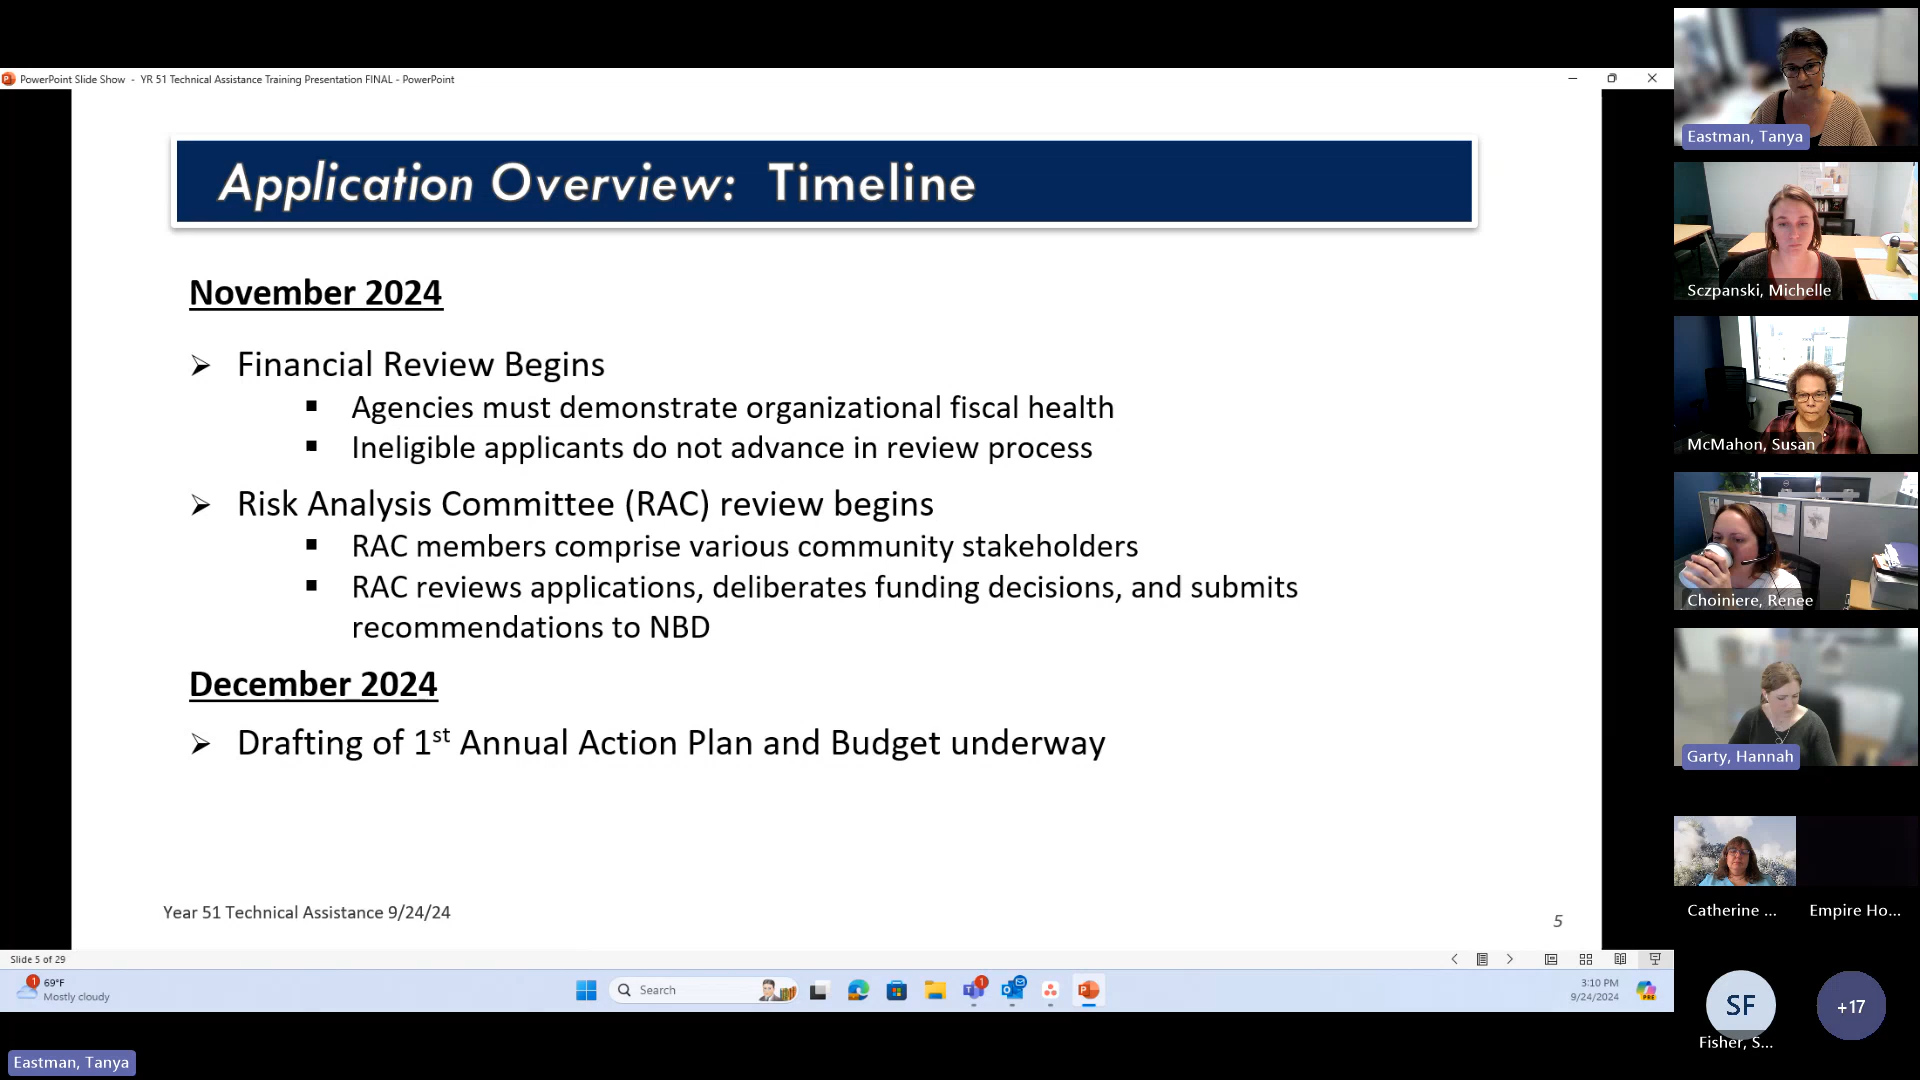 PowerPoint Slide Show - YR 51 Technical Assistance Training Presentation FINAL - PowerPoint
Application Overview: Timeline
November 2024
Financial Review Begins
Agencies must demonstrate organizational fiscal health
Ineligible applicants do not advance in review process
Risk Analysis Committee (RAC) review begins
RAC members comprise various community stakeholders
RAC reviews applications, deliberates funding decisions, and submits
recommendations to NBD
December 2024
Drafting of 1st Annual Action Plan and Budget underway
Year 51 Technical Assistance 9/24/24
5
Slide 5 of 29
1
69°F
Mostly cloudy
Search
1
PRE
3:10 PM
9/24/2024
Eastman, Tanya
Eastman, Tanya
Sczpanski, Michelle
McMahon, Susan
Choiniere, Renee
Garty, Hannah
Catherine ...
Empire Ho...
SF
Fisher, S...
+17